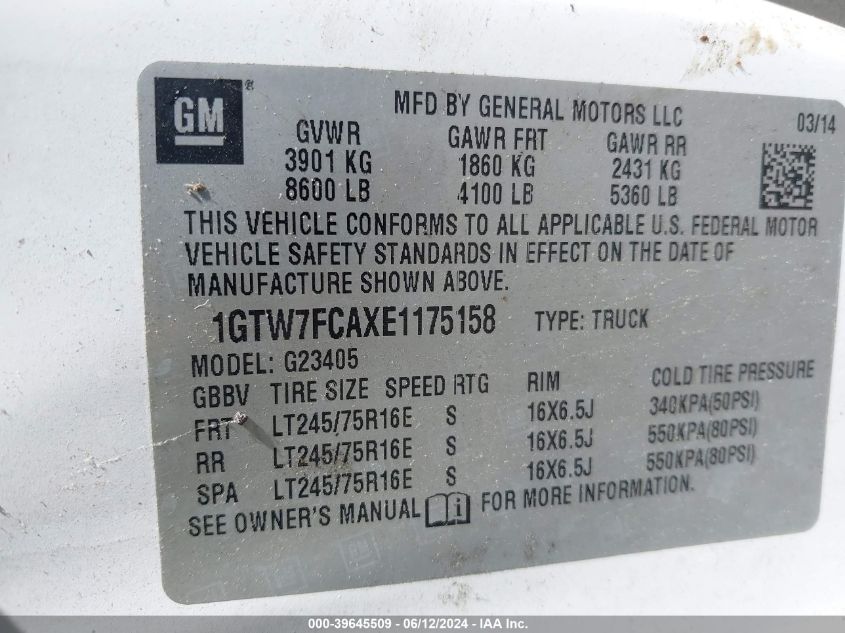 GM
MFD BY GENERAL MOTORS LLC
03/14
GVWR GAWR FRT GAWR RR
3901 KG 1860 KG 2431 KG
8600 LB 4100 LB 5360 LB
THIS VEHICLE CONFORMS TO ALL APPLICABLE U.S. FEDERAL MOTOR
VEHICLE SAFETY STANDARDS IN EFFECT ON THE DATE OF
MANUFACTURE SHOWN ABOVE.
1GTW7FCAXE1175158 TYPE: TRUCK
MODEL: G23405
GBBV TIRE SIZE SPEED RTG RIM COLD TIRE PRESSURE
FRT LT245/75R16E S 16X6.5J 340KPA(50PSI)
RR LT245/75R16E S 16X6.5J 550KPA(80PSI)
SPA LT245/75R16E S 16X6.5J 550KPA(80PSI)
SEE OWNER'S MANUAL i FOR MORE INFORMATION.
000-39645509 - 06/12/2024 - IAA Inc.